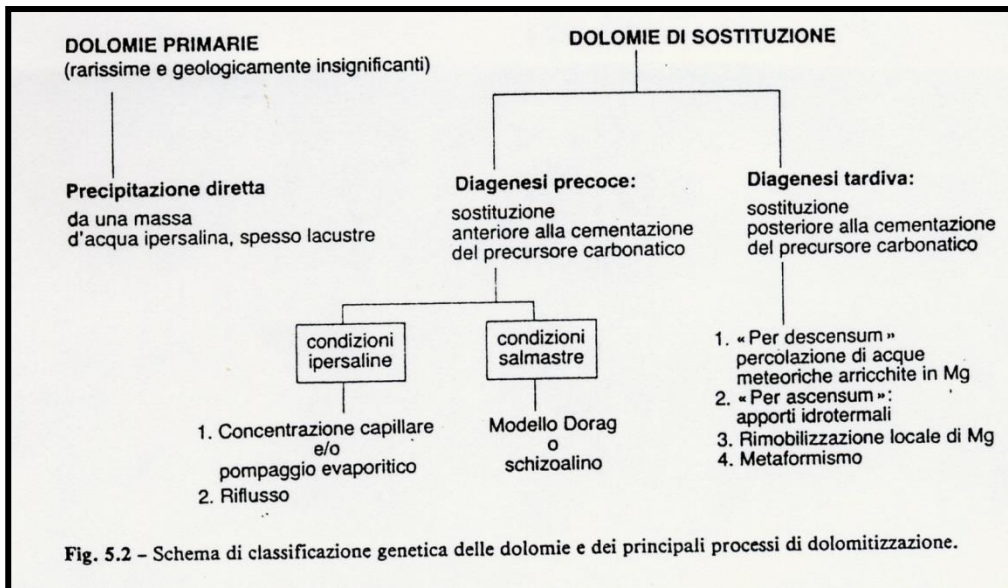 DOLOMIE PRIMARIE
(rarissime e geologicamente insignificanti)
Precipitazione diretta
da una massa
d'acqua ipersalina, spesso lacustre
DOLOMIE DI SOSTITUZIONE
Diagenesi precoce:
sostituzione
anteriore alla cementazione
del precursore carbonatico
condizioni
ipersaline
1. Concentrazione capillare
e/o
pompaggio evaporitico
2. Riflusso
condizioni
salmastre
Modello Dorag
o
schizoalino
Diagenesi tardiva:
sostituzione
posteriore alla cementazione
del precursore carbonatico
1. «Per descensum»
percolazione di acque
meteoriche arricchite in Mg
2. «Per ascensum»:
apporti idrotermali
3. Rimobilizzazione locale di Mg
4. Metaformismo
Fig. 5.2 – Schema di classificazione genetica delle dolomie e dei principali processi di dolomitizzazione.